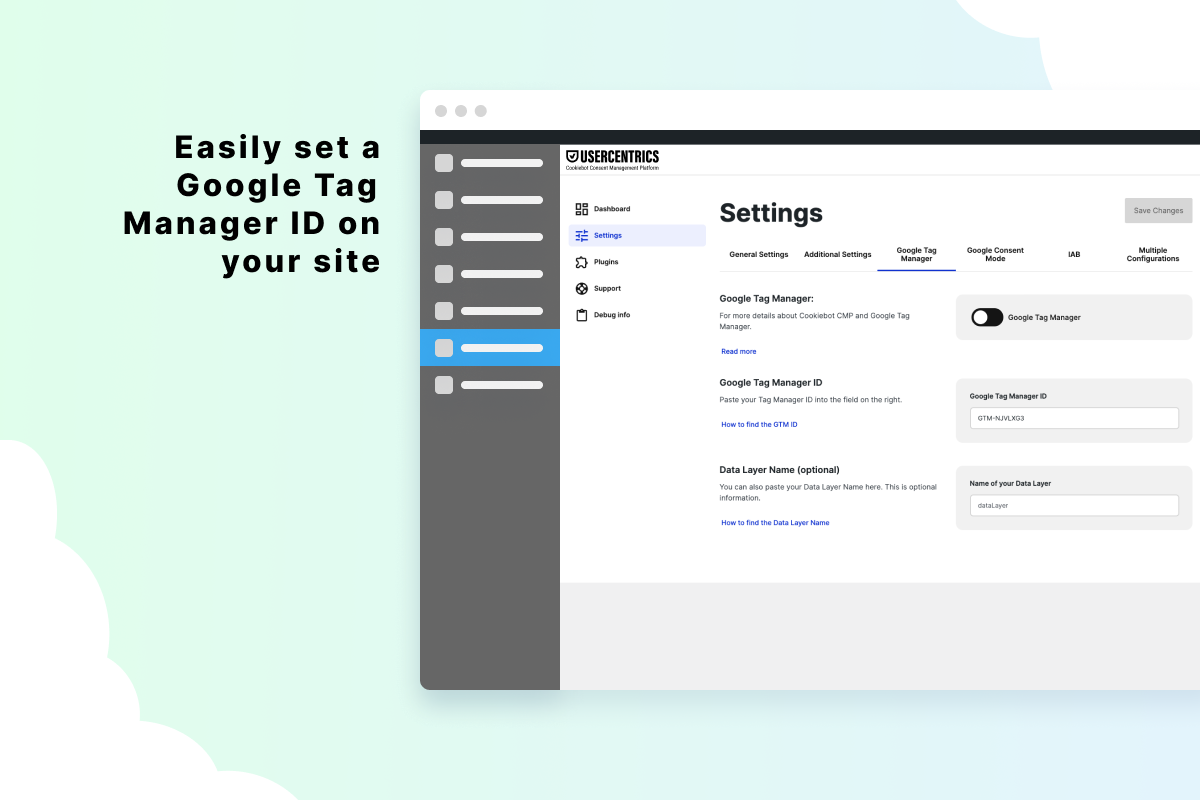 Easily set a
Google Tag
Manager ID on
your site
USERCENTRICS
Cookiebot Consent Management Platform
Dashboard
Settings
Plugins
Support
Debug info
Settings
Save Changes
General Settings
Additional Settings
Google Tag
Manager
Google Consent
Mode
IAB
Multiple
Configurations
Google Tag Manager:
For more details about Cookiebot CMP and Google Tag
Manager.
Read more
Google Tag Manager
Google Tag Manager ID
Paste your Tag Manager ID into the field on the right.
How to find the GTM ID
Google Tag Manager ID
GTM-NJVLXG3
Data Layer Name (optional)
You can also paste your Data Layer Name here. This is optional
information.
How to find the Data Layer Name
Name of your Data Layer
dataLayer